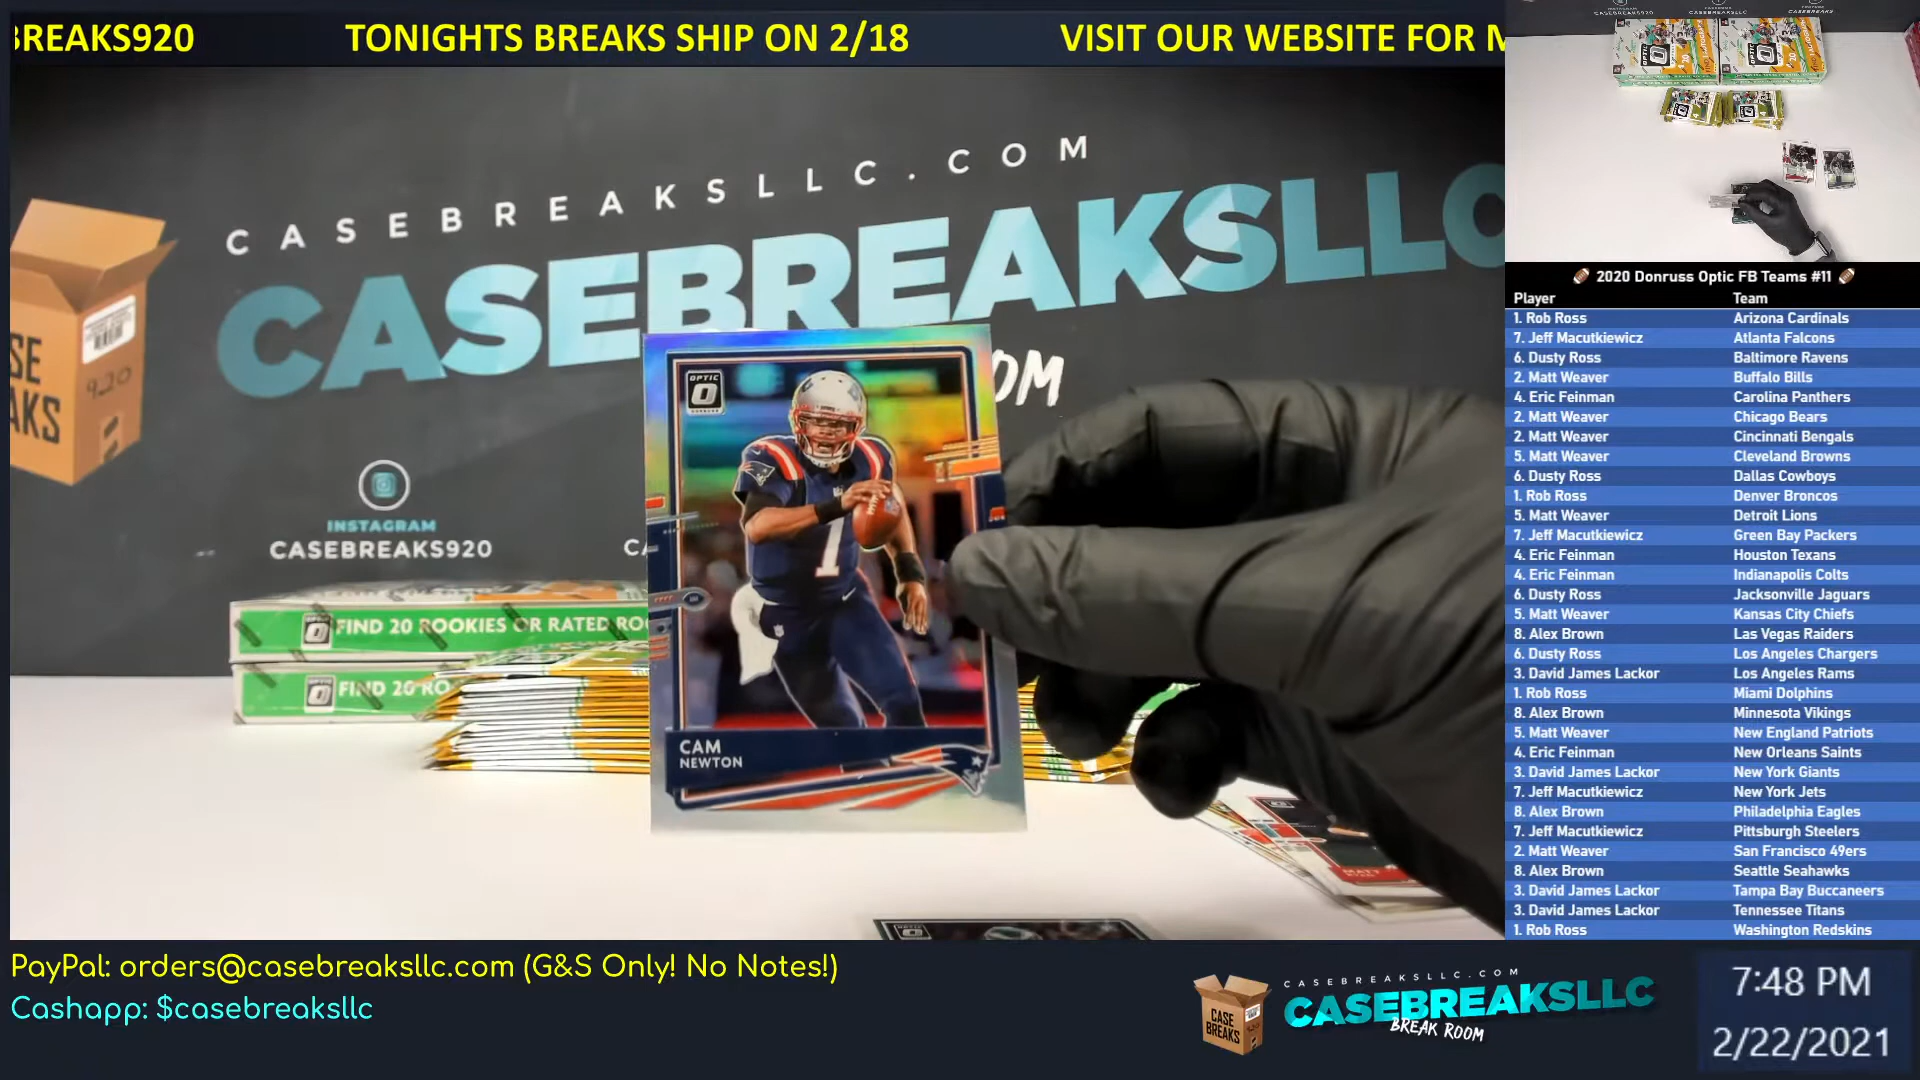 BREAKS920 TONIGHTS BREAKS SHIP ON 2/18 VISIT OUR WEBSITE FOR
CASEBREAKSLLC.COM
CASEBREAKSLLC
OM
920
INSTAGRAM
CASEBREAKS920
FIND 20 ROOKIES OR RATED RO
FIND 20 RO
OPTIC
1
CAM
NEWTON
🏈 2020 Donruss Optic FB Teams #11 🏈
Player Team
1. Rob Ross Arizona Cardinals
7. Jeff Macutkiewicz Atlanta Falcons
6. Dusty Ross Baltimore Ravens
2. Matt Weaver Buffalo Bills
4. Eric Feinman Carolina Panthers
2. Matt Weaver Chicago Bears
2. Matt Weaver Cincinnati Bengals
5. Matt Weaver Cleveland Browns
6. Dusty Ross Dallas Cowboys
1. Rob Ross Denver Broncos
5. Matt Weaver Detroit Lions
7. Jeff Macutkiewicz Green Bay Packers
4. Eric Feinman Houston Texans
4. Eric Feinman Indianapolis Colts
6. Dusty Ross Jacksonville Jaguars
5. Matt Weaver Kansas City Chiefs
8. Alex Brown Las Vegas Raiders
6. Dusty Ross Los Angeles Chargers
3. David James Lackor Los Angeles Rams
1. Rob Ross Miami Dolphins
8. Alex Brown Minnesota Vikings
5. Matt Weaver New England Patriots
4. Eric Feinman New Orleans Saints
3. David James Lackor New York Giants
7. Jeff Macutkiewicz New York Jets
8. Alex Brown Philadelphia Eagles
7. Jeff Macutkiewicz Pittsburgh Steelers
2. Matt Weaver San Francisco 49ers
8. Alex Brown Seattle Seahawks
3. David James Lackor Tampa Bay Buccaneers
3. David James Lackor Tennessee Titans
1. Rob Ross Washington Redskins
PayPal: orders@casebreaksllc.com (G&S Only! No Notes!)
Cashapp: $casebreaksllc
CASE
BREAKS
CASEBREAKSLLC.COM
CASEBREAKSLLC
BREAK ROOM
7:48 PM
2/22/2021